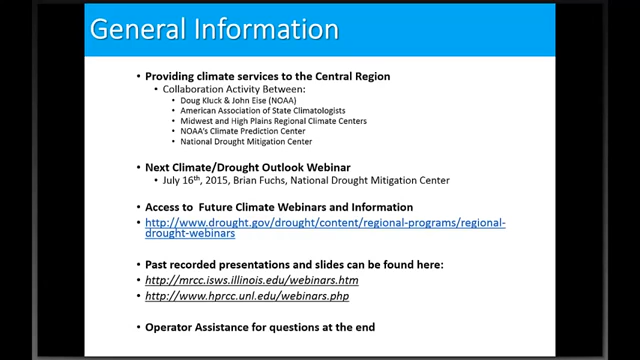 General Information
• Providing climate services to the Central Region
• Collaboration Activity Between:
• Doug Kluck & John Eise (NOAA)
• American Association of State Climatologists
• Midwest and High Plains Regional Climate Centers
• NOAA's Climate Prediction Center
• National Drought Mitigation Center
• Next Climate/Drought Outlook Webinar
• July 16th, 2015, Brian Fuchs, National Drought Mitigation Center
• Access to Future Climate Webinars and Information
• http://www.drought.gov/drought/content/regional-programs/regional-
drought-webinars
• Past recorded presentations and slides can be found here:
• http://mrcc.isws.illinois.edu/webinars.htm
• http://www.hprcc.unl.edu/webinars.php
• Operator Assistance for questions at the end